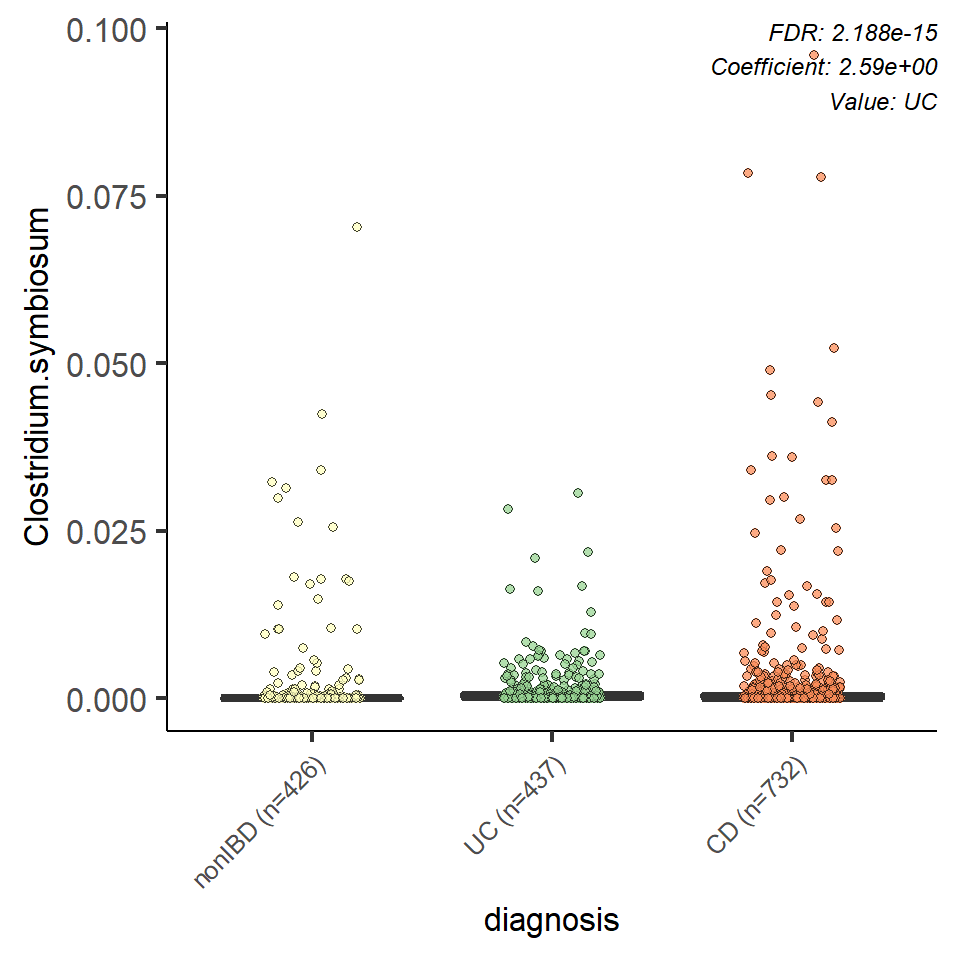 FDR: 2.188e-15
Coefficient: 2.59e+00
Value: UC
0.100
0.075
0.050
0.025
0.000
Clostridium.symbiosum
nonIBD (n=426)
UC (n=437)
CD (n=732)
diagnosis